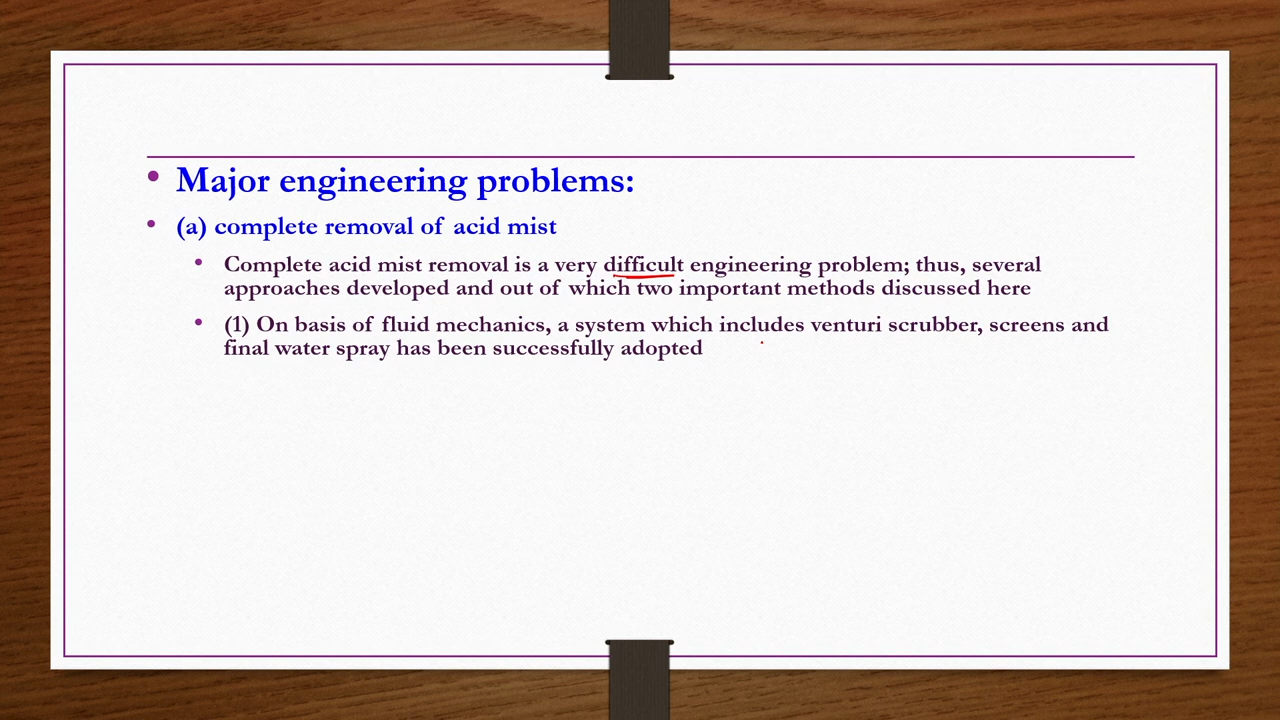 Major engineering problems:
(a) complete removal of acid mist
Complete acid mist removal is a very difficult engineering problem; thus, several
approaches developed and out of which two important methods discussed here
(1) On basis of fluid mechanics, a system which includes venturi scrubber, screens and
final water spray has been successfully adopted